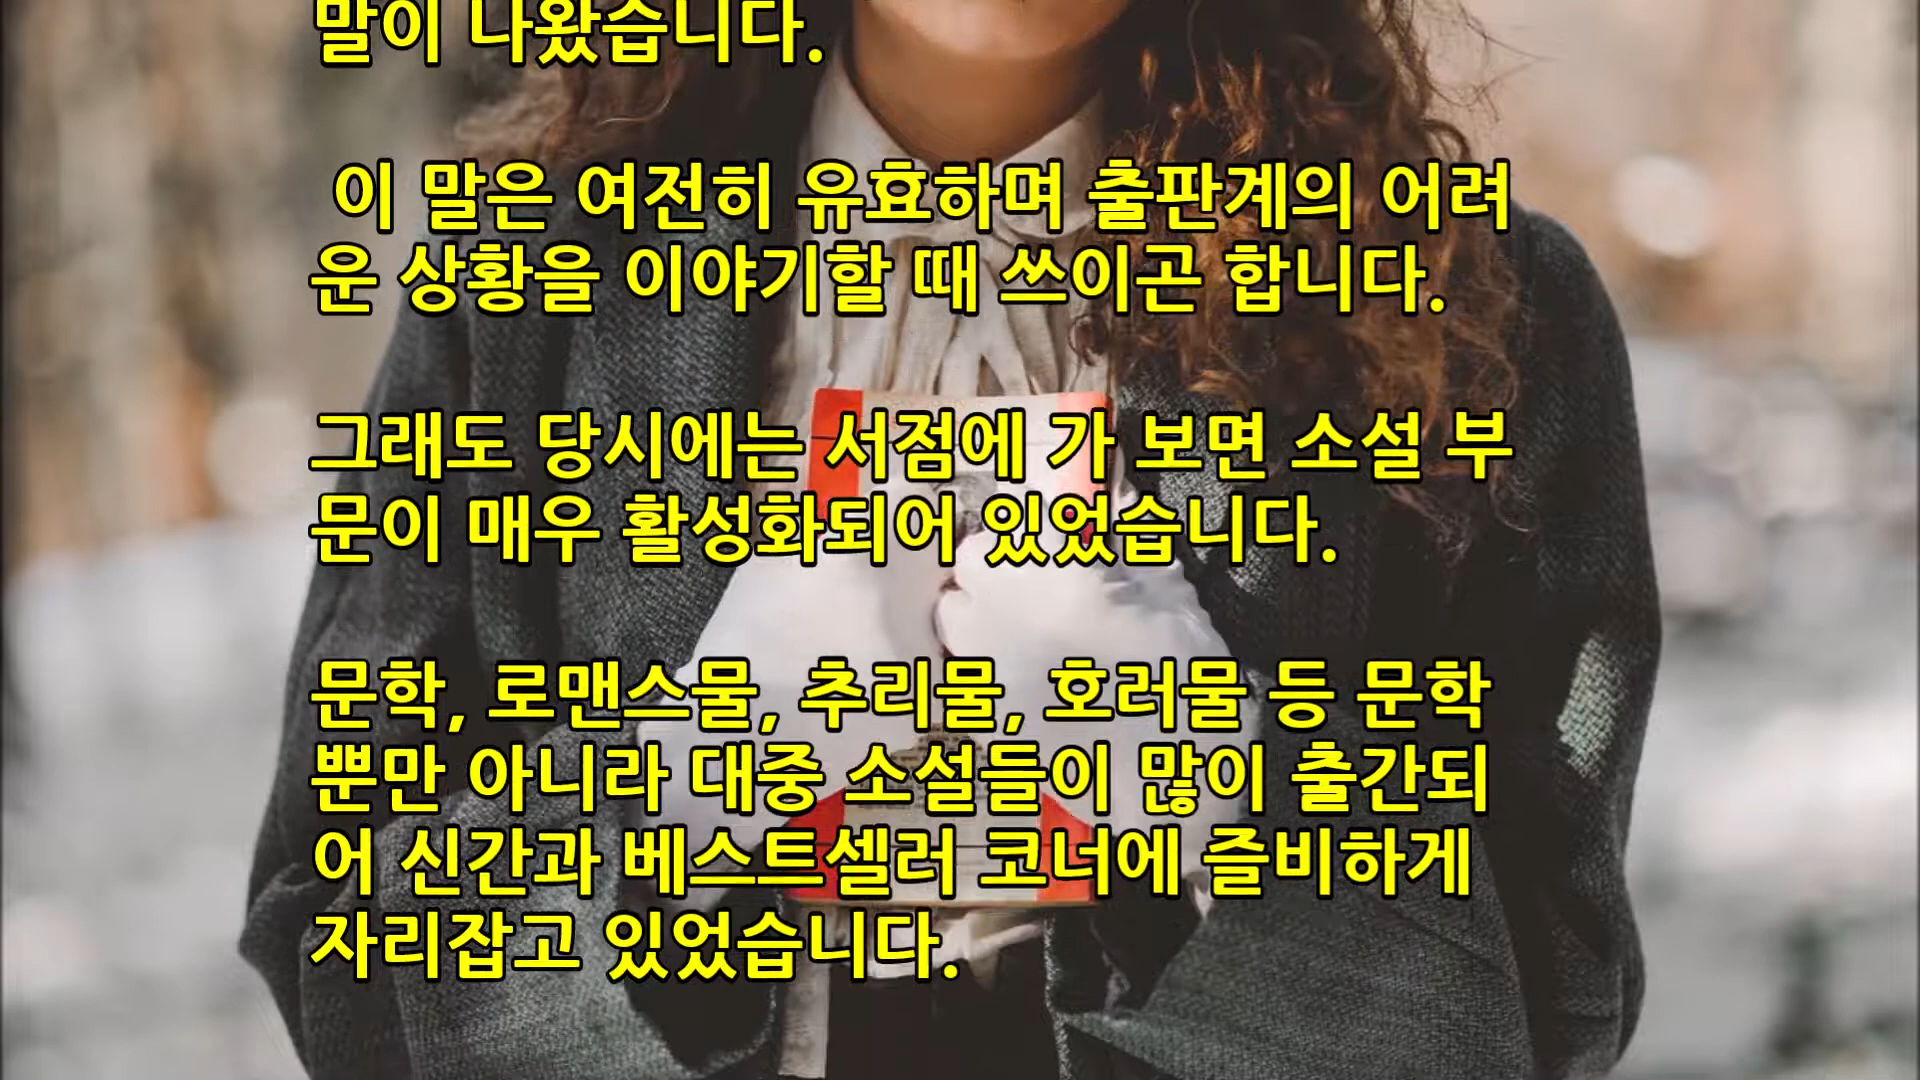 말이 나왔습니다.
이 말은 여전히 유효하며 출판계의 어려
운 상황을 이야기할 때 쓰이곤 합니다.
그래도 당시에는 서점에 가 보면 소설 부
문이 매우 활성화되어 있었습니다.
문학, 로맨스물, 추리물, 호러물 등 문학
뿐만 아니라 대중 소설들이 많이 출간되
어 신간과 베스트셀러 코너에 즐비하게
자리잡고 있었습니다.